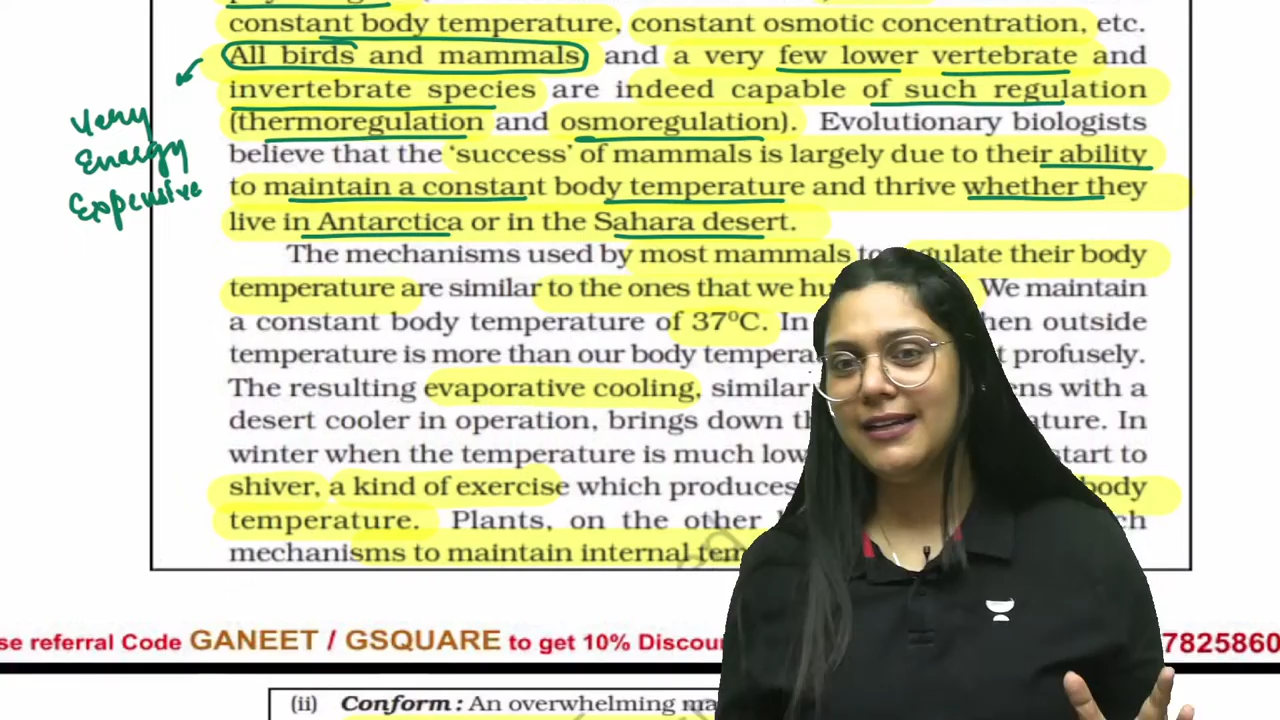 constant body temperature, constant osmotic concentration, etc.
All birds and mammals and a very few lower vertebrate and
invertebrate species are indeed capable of such regulation
(thermoregulation and osmoregulation). Evolutionary biologists
believe that the 'success' of mammals is largely due to their ability
to maintain a constant body temperature and thrive whether they
live in Antarctica or in the Sahara desert.
Very
Energy
Expensive
The mechanisms used by most mammals to regulate their body
temperature are similar to the ones that we hu We maintain
a constant body temperature of 37⁰C. In hen outside
temperature is more than our body tempera t profusely.
The resulting evaporative cooling, similar ens with a
desert cooler in operation, brings down th ature. In
winter when the temperature is much low start to
shiver, a kind of exercise which produces body
temperature. Plants, on the other ch
mechanisms to maintain internal tem
se referral Code GANEET / GSQUARE to get 10% Discou 7825860
(ii) Conform : An overwhelming ma